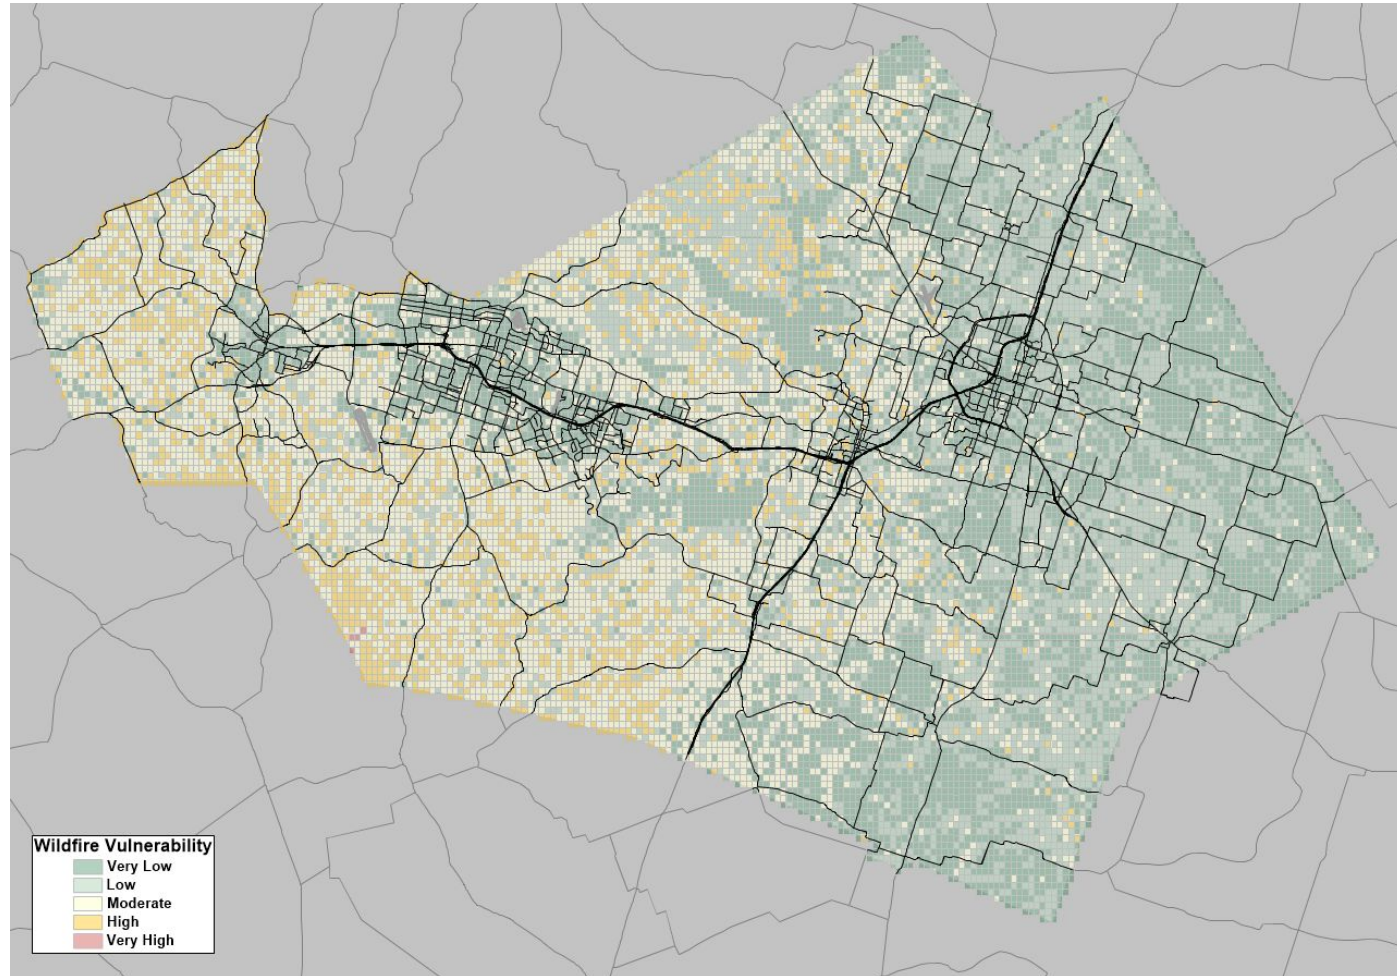 Wildfire Vulnerability
Very Low
Low
Moderate
High
Very High